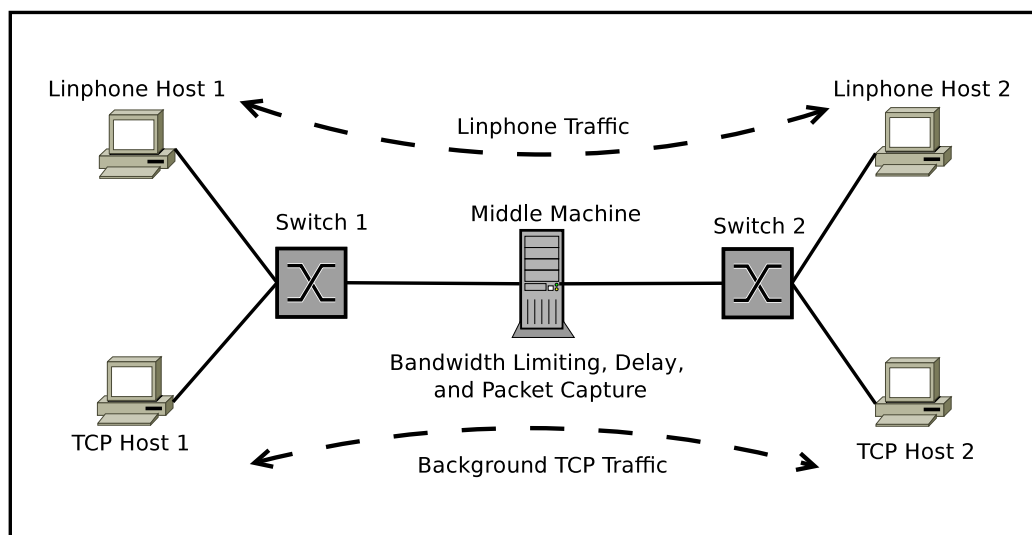 Linphone Host 1
Linphone Host 2
Linphone Traffic
Switch 1
Middle Machine
Switch 2
Bandwidth Limiting, Delay,
and Packet Capture
TCP Host 1
TCP Host 2
Background TCP Traffic